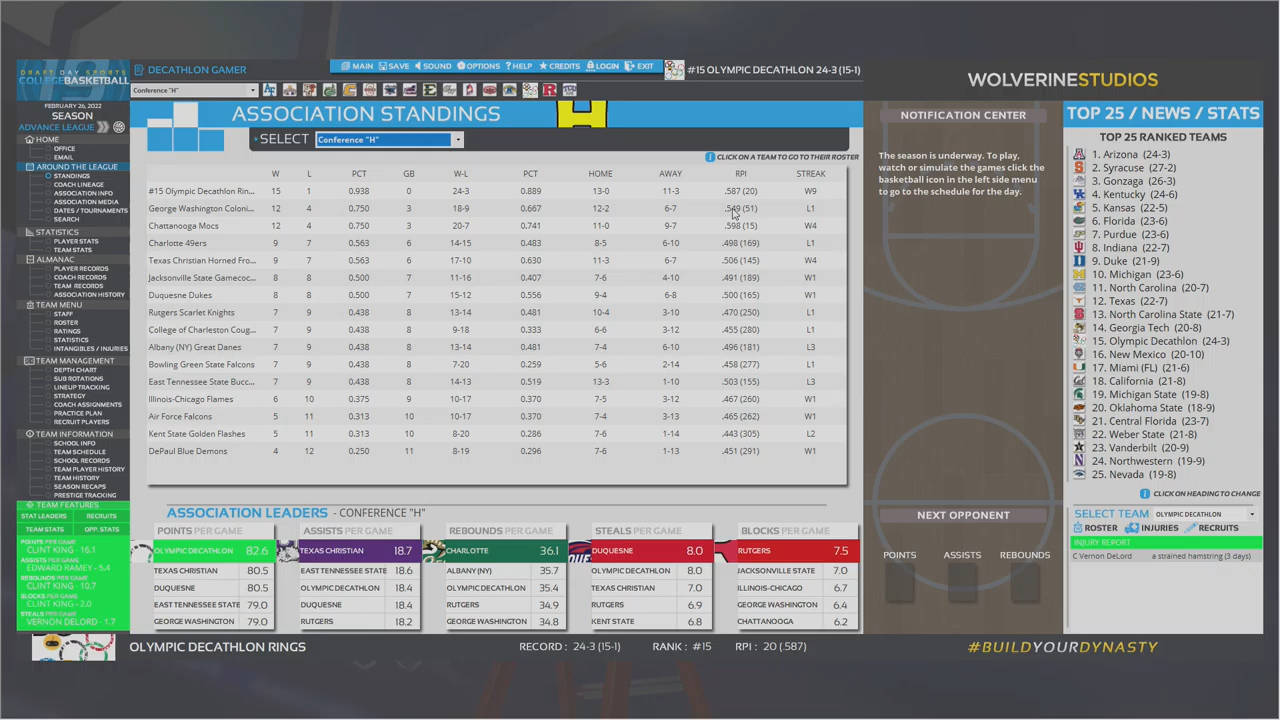 DRAFT DAY SPORTS
COLLEGE BASKETBALL
DECATHLON GAMER
MAIN SAVE SOUND OPTIONS ?HELP CREDITS LOGIN EXIT
#15 OLYMPIC DECATHLON 24-3 (15-1)
Conference "H"
WOLVERINESTUDIOS
FEBRUARY 26, 2022
SEASON
ADVANCE LEAGUE
HOME
OFFICE
EMAIL
AROUND THE LEAGUE
STANDINGS
COACH LINEAGE
ASSOCIATION INFO
ASSOCIATION MEDIA
DATES / TOURNAMENTS
SEARCH
STATISTICS
PLAYER STATS
TEAM STATS
ALMANAC
PLAYER RECORDS
COACH RECORDS
TEAM RECORDS
ASSOCIATION HISTORY
TEAM MENU
STAFF
ROSTER
RATINGS
STATISTICS
INTANGIBLES / INJURIES
TEAM MANAGEMENT
DEPTH CHART
SUB ROTATIONS
LINEUP TRACKING
STRATEGY
COACH ASSIGNMENTS
PRACTICE PLAN
RECRUIT PLAYERS
TEAM INFORMATION
SCHOOL INFO
TEAM SCHEDULE
SCHOOL RECORDS
TEAM PLAYER HISTORY
TEAM HISTORY
SEASON RECAPS
PRESTIGE TRACKING
TEAM FEATURES
STAT LEADERS RECRUITS
TEAM STATS OPP. STATS
POINTS PER GAME
CLINT KING - 16.1
ASSISTS PER GAME
EDWARD RAMEY - 5.4
REBOUNDS PER GAME
CLINT KING - 10.7
BLOCKS PER GAME
CLINT KING - 2.0
STEALS PER GAME
VERNON DELORD - 1.7
ASSOCIATION STANDINGS
SELECT Conference "H"
CLICK ON A TEAM TO GO TO THEIR ROSTER
W L PCT GB W-L PCT HOME AWAY RPI STREAK
#15 Olympic Decathlon Rin... 15 1 0.938 0 24-3 0.889 13-0 11-3 .587 (20) W9
George Washington Coloni... 12 4 0.750 3 18-9 0.667 12-2 6-7 .549 (51) L1
Chattanooga Mocs 12 4 0.750 3 20-7 0.741 11-0 9-7 .598 (15) W4
Charlotte 49ers 9 7 0.563 6 14-15 0.483 8-5 6-10 .498 (169) L1
Texas Christian Horned Fro... 9 7 0.563 6 17-10 0.630 11-3 6-7 .506 (145) W4
Jacksonville State Gamecoc... 8 8 0.500 7 11-16 0.407 7-6 4-10 .491 (189) W1
Duquesne Dukes 8 8 0.500 7 15-12 0.556 9-4 6-8 .500 (165) W1
Rutgers Scarlet Knights 7 9 0.438 8 13-14 0.481 10-4 3-10 .470 (250) L1
College of Charleston Coug... 7 9 0.438 8 9-18 0.333 6-6 3-12 .455 (280) L1
Albany (NY) Great Danes 7 9 0.438 8 13-14 0.481 7-4 6-10 .496 (181) L3
Bowling Green State Falcons 7 9 0.438 8 7-20 0.259 5-6 2-14 .458 (277) L1
East Tennessee State Bucc... 7 9 0.438 8 14-13 0.519 13-3 1-10 .503 (155) L3
Illinois-Chicago Flames 6 10 0.375 9 10-17 0.370 7-5 3-12 .467 (260) W1
Air Force Falcons 5 11 0.313 10 10-17 0.370 7-4 3-13 .465 (262) W1
Kent State Golden Flashes 5 11 0.313 10 8-20 0.286 7-6 1-14 .443 (305) L2
DePaul Blue Demons 4 12 0.250 11 8-19 0.296 7-6 1-13 .451 (291) W1
ASSOCIATION LEADERS - CONFERENCE "H"
POINTS PER GAME
OLYMPIC DECATHLON 82.6
TEXAS CHRISTIAN 80.5
DUQUESNE 80.5
EAST TENNESSEE STATE 79.0
GEORGE WASHINGTON 79.0
ASSISTS PER GAME
TEXAS CHRISTIAN 18.7
EAST TENNESSEE STATE 18.6
OLYMPIC DECATHLON 18.4
DUQUESNE 18.4
RUTGERS 18.2
REBOUNDS PER GAME
CHARLOTTE 36.1
ALBANY (NY) 35.7
OLYMPIC DECATHLON 35.4
RUTGERS 34.9
GEORGE WASHINGTON 34.8
STEALS PER GAME
DUQUESNE 8.0
OLYMPIC DECATHLON 8.0
TEXAS CHRISTIAN 7.0
RUTGERS 6.9
KENT STATE 6.8
BLOCKS PER GAME
RUTGERS 7.5
JACKSONVILLE STATE 7.0
ILLINOIS-CHICAGO 6.7
GEORGE WASHINGTON 6.4
CHATTANOOGA 6.2
NOTIFICATION CENTER
The season is underway. To play,
watch or simulate the games click the
basketball icon in the left side menu
to go to the schedule for the day.
NEXT OPPONENT
POINTS ASSISTS REBOUNDS
TOP 25 / NEWS / STATS
TOP 25 RANKED TEAMS
1. Arizona (24-3)
2. Syracuse (27-2)
3. Gonzaga (26-3)
4. Kentucky (24-6)
5. Kansas (22-5)
6. Florida (23-6)
7. Purdue (22-6)
8. Indiana (22-7)
9. Duke (21-9)
10. Michigan (23-6)
11. North Carolina (20-7)
12. Texas (22-7)
13. North Carolina State (21-7)
14. Georgia Tech (20-8)
15. Olympic Decathlon (24-3)
16. New Mexico (20-10)
17. Miami (FL) (21-6)
18. California (21-8)
19. Michigan State (19-8)
20. Oklahoma State (18-9)
21. Central Florida (23-7)
22. Weber State (21-8)
23. Vanderbilt (20-9)
24. Northwestern (19-9)
25. Nevada (19-8)
CLICK ON HEADING TO CHANGE
SELECT TEAM OLYMPIC DECATHLON
ROSTER INJURIES RECRUITS
INJURY REPORT
C Vernon DeLord a strained hamstring (3 days)
OLYMPIC DECATHLON RINGS RECORD : 24-3 (15-1) RANK : #15 RPI : 20 (.587)
#BUILDYOURDYNASTY